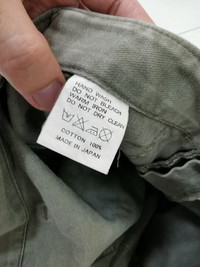 HAND WASH
DO NOT BLEACH
WARM IRON
DO NOT DRY CLEAN
COTTON 100%
MADE IN JAPAN